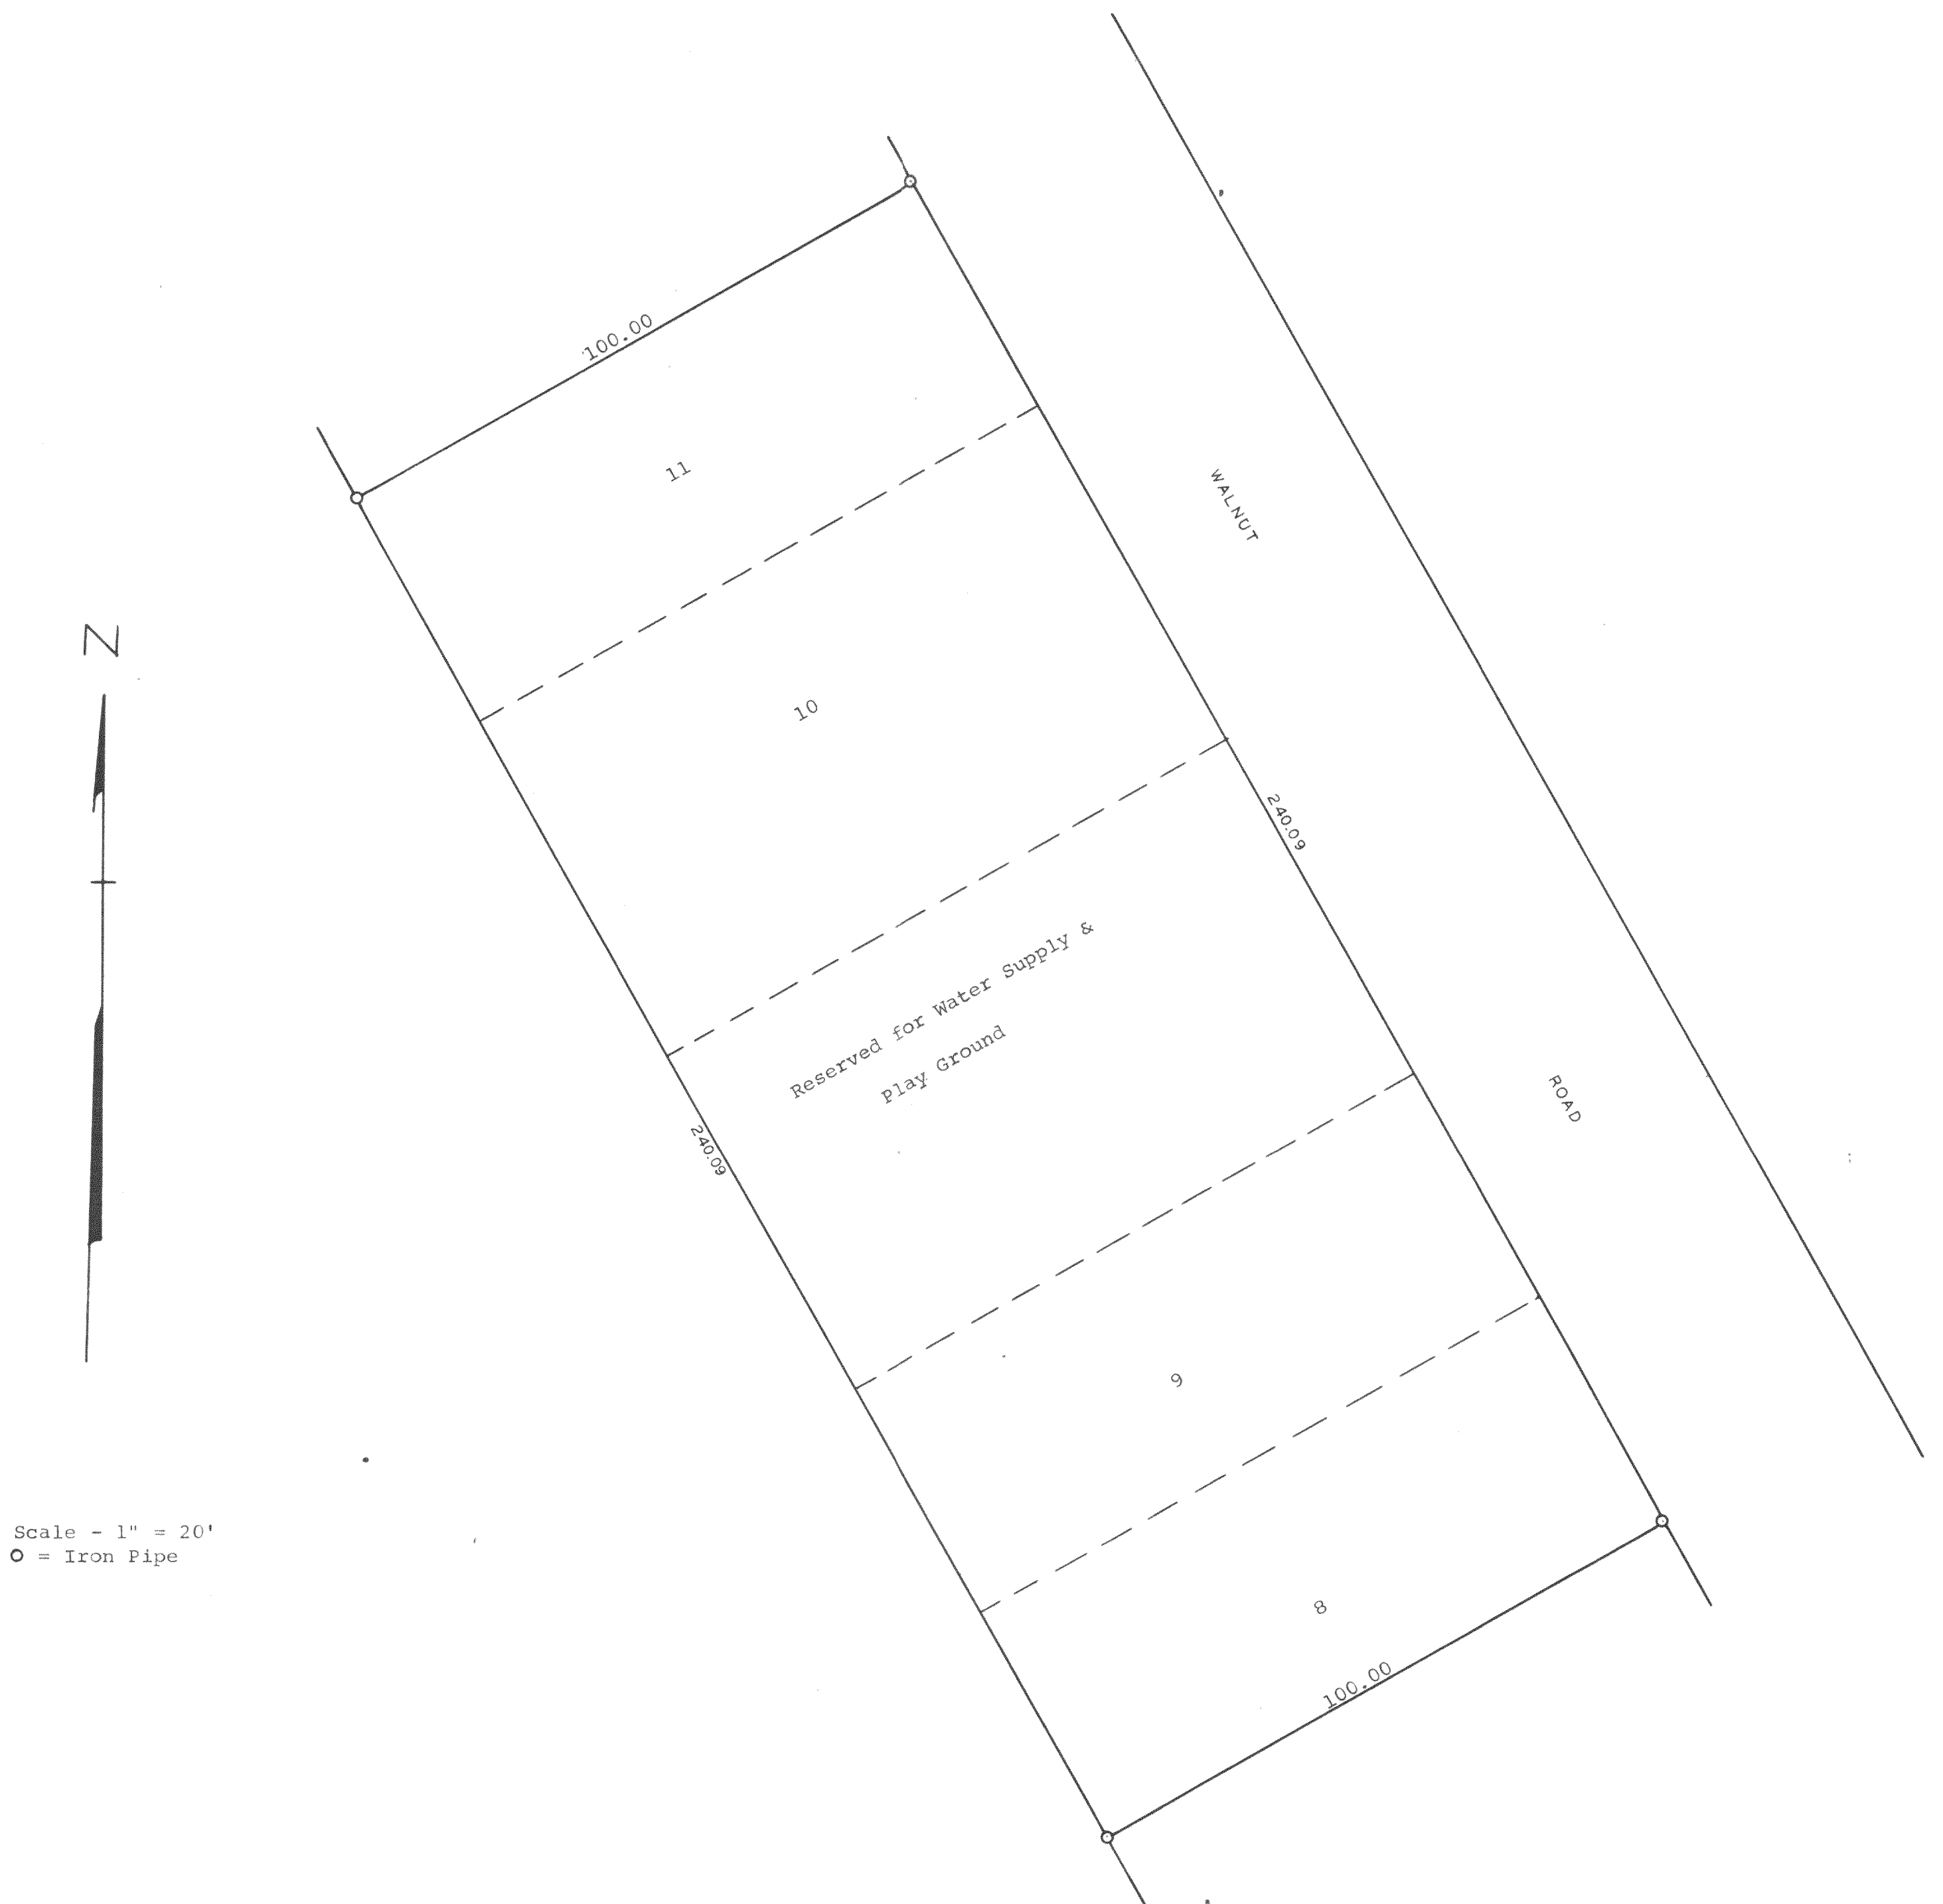 100.00
11
WALNUT
N
10
240.09
Reserved for Water Supply &
Play Ground
ROAD
240.09
9
Scale - 1" = 20'
O = Iron Pipe
8
100.00